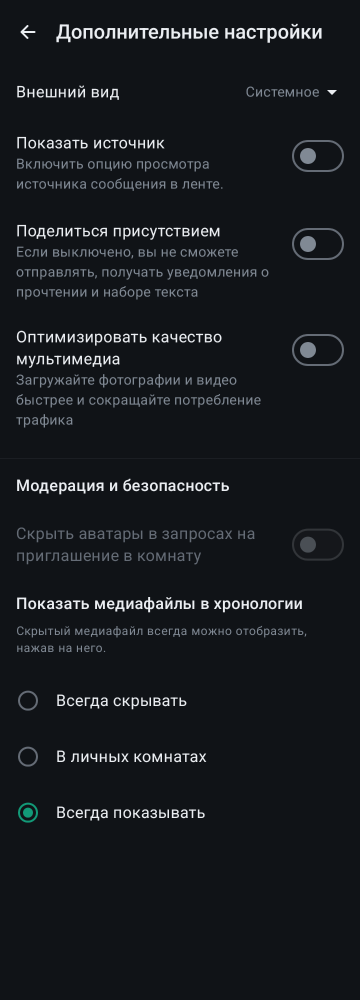 Дополнительные настройки
Внешний вид
Системное
Показать источник
Включить опцию просмотра
источника сообщения в ленте.
Поделиться присутствием
Если выключено, вы не сможете
отправлять, получать уведомления о
прочтении и наборе текста
Оптимизировать качество
мультимедиа
Загружайте фотографии и видео
быстрее и сокращайте потребление
трафика
Модерация и безопасность
Скрыть аватары в запросах на
приглашение в комнату
Показать медиафайлы в хронологии
Скрытый медиафайл всегда можно отобразить,
нажав на него.
Всегда скрывать
В личных комнатах
Всегда показывать